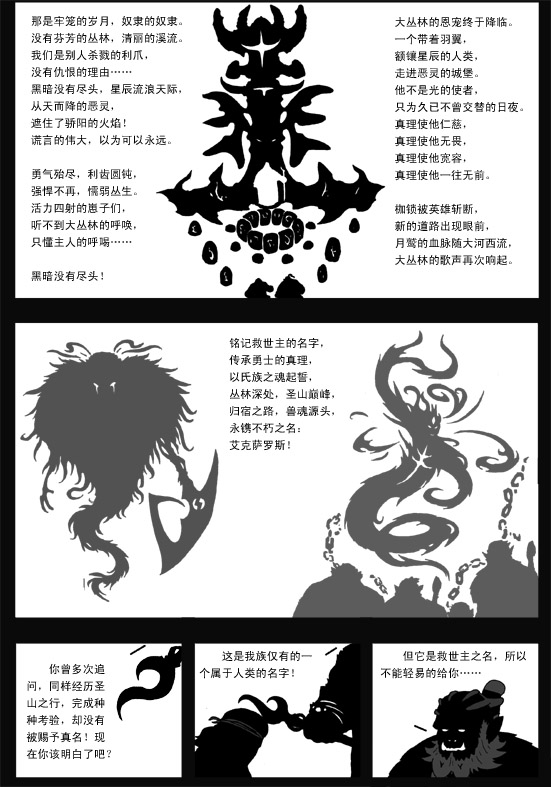 那是牢笼的岁月，奴隶的奴隶。
没有芬芳的丛林，清丽的溪流。
我们是别人杀戮的利爪，
没有仇恨的理由……
黑暗没有尽头，星辰流浪天际，
从天而降的恶灵，
遮住了骄阳的火焰！
谎言的伟大，以为可以永远。
勇气殆尽，利齿圆钝，
强悍不再，懦弱丛生。
活力四射的崽子们，
听不到大丛林的呼唤，
只懂主人的呼喝……
黑暗没有尽头！
大丛林的恩宠终于降临。
一个带着羽翼，
额镶星辰的人类，
走进恶灵的城堡。
他不是光的使者，
只为久已不曾交替的日夜。
真理使他仁慈，
真理使他无畏，
真理使他宽容，
真理使他一往无前。
枷锁被英雄斩断，
新的道路出现眼前，
月鹫的血脉随大河西流，
大丛林的歌声再次响起。
铭记救世主的名字，
传承勇士的真理，
以氏族之魂起誓，
丛林深处，圣山巅峰，
归宿之路，兽魂源头，
永镌不朽之名：
艾克萨罗斯！
你曾多次追
问，同样经历圣
山之行，完成种
种考验，却没有
被赐予真名！现
在你该明白了吧？
这是我族仅有的一
个属于人类的名字！
但它是救世主之名，所以
不能轻易的给你……